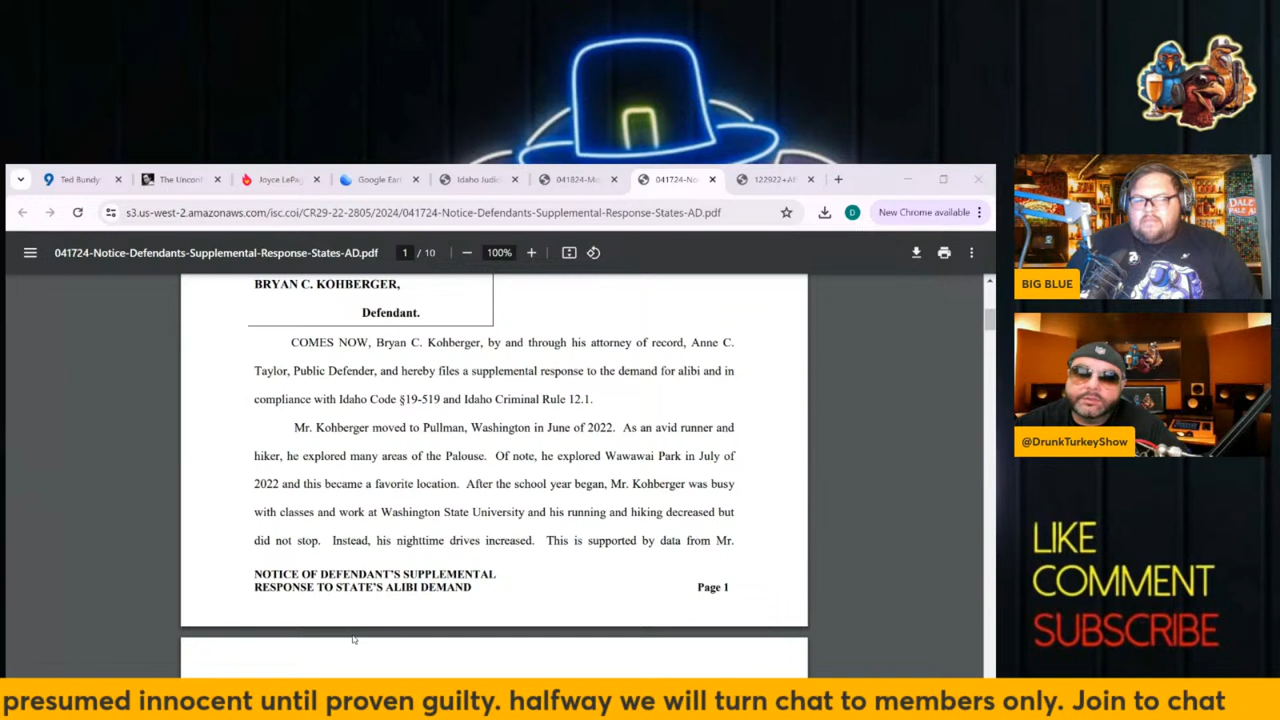 Ted Bundy
The Uncon
Joyce LePa
Google Ear
Idaho Judi
041824-Mo
041724-No
122922+Af
s3.us-west-2.amazonaws.com/isc.coi/CR29-22-2805/2024/041724-Notice-Defendants-Supplemental-Response-States-AD.pdf
D
New Chrome available
041724-Notice-Defendants-Supplemental-Response-States-AD.pdf
1 / 10
100%
BRYAN C. KOHBERGER,
Defendant.
COMES NOW, Bryan C. Kohberger, by and through his attorney of record, Anne C.
Taylor, Public Defender, and hereby files a supplemental response to the demand for alibi and in
compliance with Idaho Code §19-519 and Idaho Criminal Rule 12.1.
Mr. Kohberger moved to Pullman, Washington in June of 2022. As an avid runner and
hiker, he explored many areas of the Palouse. Of note, he explored Wawawai Park in July of
2022 and this became a favorite location. After the school year began, Mr. Kohberger was busy
with classes and work at Washington State University and his running and hiking decreased but
did not stop. Instead, his nighttime drives increased. This is supported by data from Mr.
NOTICE OF DEFENDANT'S SUPPLEMENTAL
RESPONSE TO STATE'S ALIBI DEMAND
Page 1
BIG BLUE
@DrunkTurkeyShow
LIKE
COMMENT
SUBSCRIBE
presumed innocent until proven guilty. halfway we will turn chat to members only. Join to chat